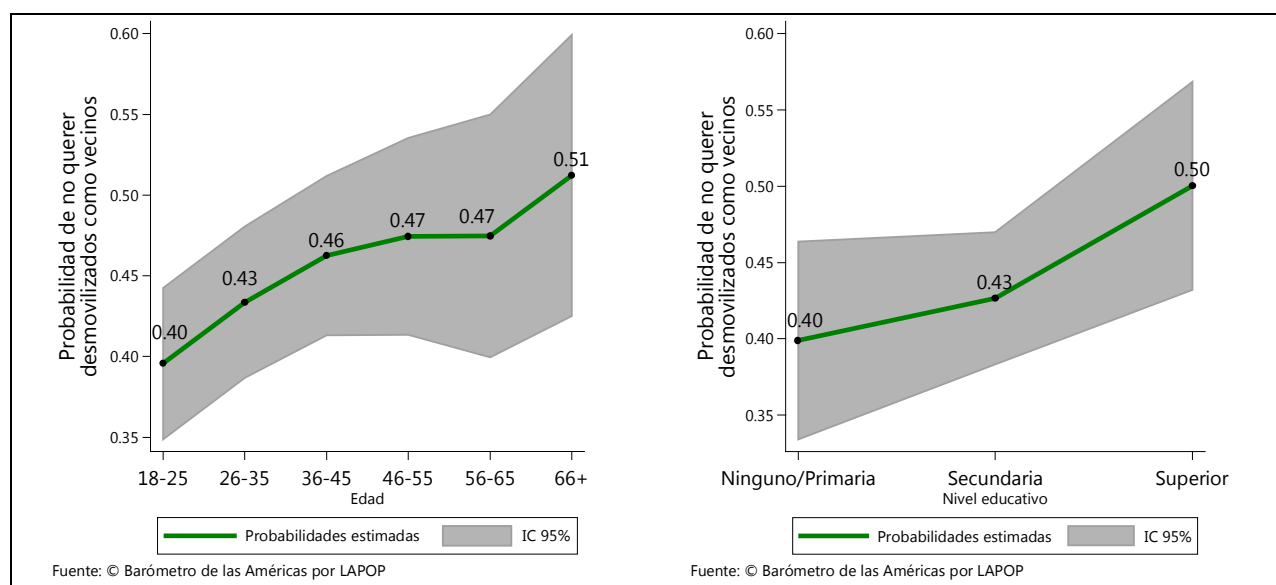 Probabilidad de no querer
desmovilizados como vecinos
0.60
0.55
0.50
0.45
0.40
0.35
0.40
0.43
0.46
0.47
0.47
0.51
18-25
26-35
36-45
46-55
56-65
66+
Edad
Probabilidades estimadas
IC 95%
Fuente: © Barómetro de las Américas por LAPOP
Probabilidad de no querer
desmovilizados como vecinos
0.60
0.55
0.50
0.45
0.40
0.35
0.40
0.43
0.50
Ninguno/Primaria
Secundaria
Superior
Nivel educativo
Probabilidades estimadas
IC 95%
Fuente: © Barómetro de las Américas por LAPOP